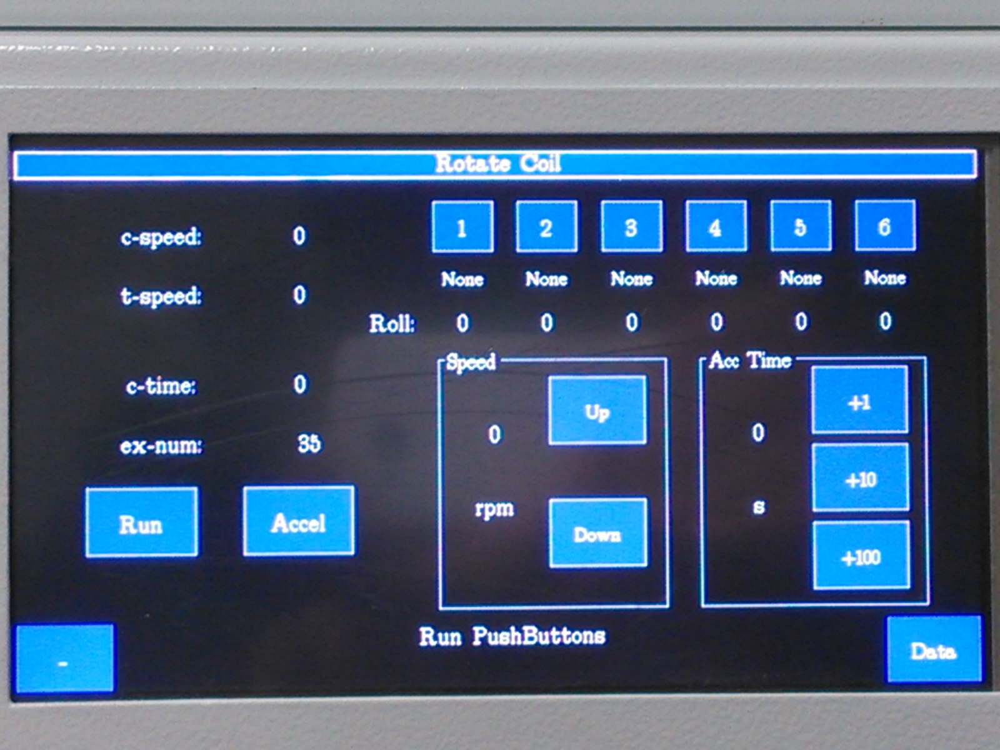 Rotate Coil
c-speed: 0
1 2 3 4 5 6
None None None None None None
t-speed: 0
Roll: 0 0 0 0 0 0
Speed
Acc Time
c-time: 0
Up
+1
0
0
ex-num: 35
+10
rpm
s
Run
Accel
Down
+100
Run PushButtons
-
Data